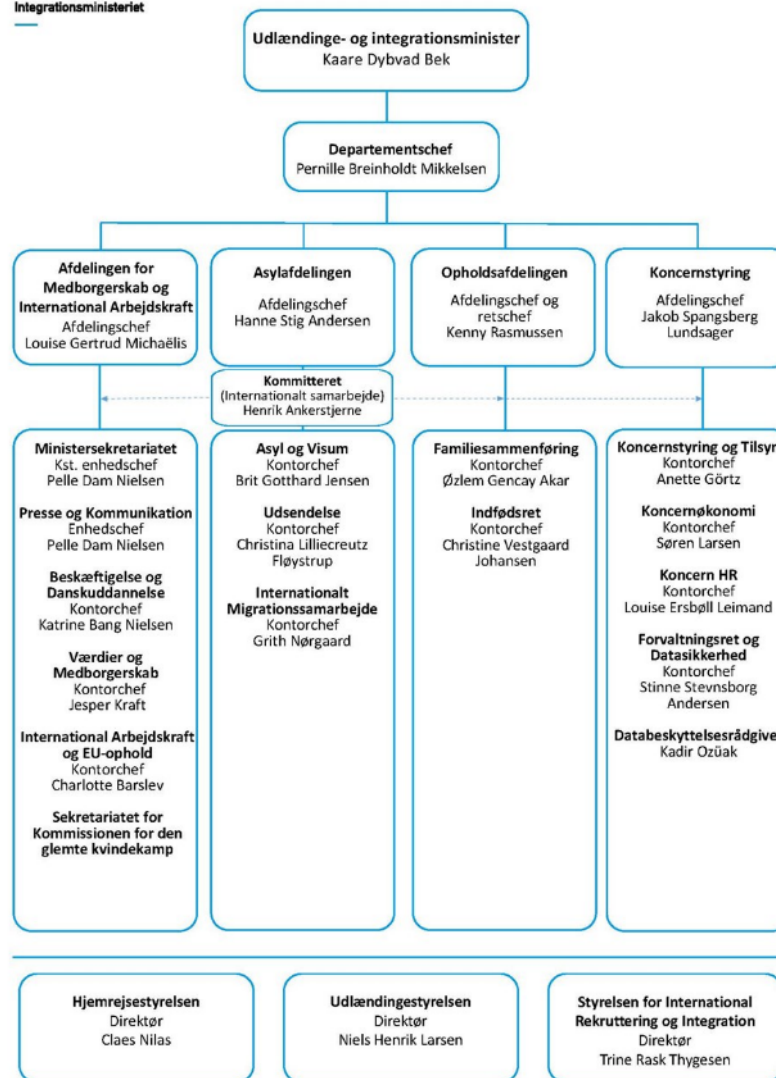 Integrationsministeriet
Udlændinge- og integrationsminister
Kaare Dybvad Bek
Departementschef
Pernille Breinholdt Mikkelsen
Afdelingen for
Medborgerskab og
International Arbejdskraft
Afdelingschef
Louise Gertrud Michaëlis
Asylafdelingen
Afdelingschef
Hanne Stig Andersen
Opholdsafdelingen
Afdelingschef og
retschef
Kenny Rasmussen
Koncernstyring
Afdelingschef
Jakob Spangsberg
Lundsager
Kommitteret
(Internationalt samarbejde)
Henrik Ankerstjerne
Ministersekretariatet
Kst. enhedschef
Pelle Dam Nielsen
Presse og Kommunikation
Enhedschef
Pelle Dam Nielsen
Beskæftigelse og
Danskuddannelse
Kontorchef
Katrine Bang Nielsen
Værdier og
Medborgerskab
Kontorchef
Jesper Kraft
International Arbejdskraft
og EU-ophold
Kontorchef
Charlotte Barslev
Sekretariatet for
Kommissionen for den
glemte kvindekamp
Asyl og Visum
Kontorchef
Brit Gotthard Jensen
Udsendelse
Kontorchef
Christina Lilliecreutz
Fløystrup
Internationalt
Migrationssamarbejde
Kontorchef
Grith Nørgaard
Familiesammenføring
Kontorchef
Øzlem Gencay Akar
Indfødsret
Kontorchef
Christine Vestgaard
Johansen
Koncernstyring og Tilsyn
Kontorchef
Anette Görtz
Koncernøkonomi
Kontorchef
Søren Larsen
Koncern HR
Kontorchef
Louise Ersbøll Leimand
Forvaltningsret og
Datasikkerhed
Kontorchef
Stinne Stevnsborg
Andersen
Databeskyttelsesrådgive
Kadir Ozüak
Hjemrejsestyrelsen
Direktør
Claes Nilas
Udlændingestyrelsen
Direktør
Niels Henrik Larsen
Styrelsen for International
Rekruttering og Integration
Direktør
Trine Rask Thygesen